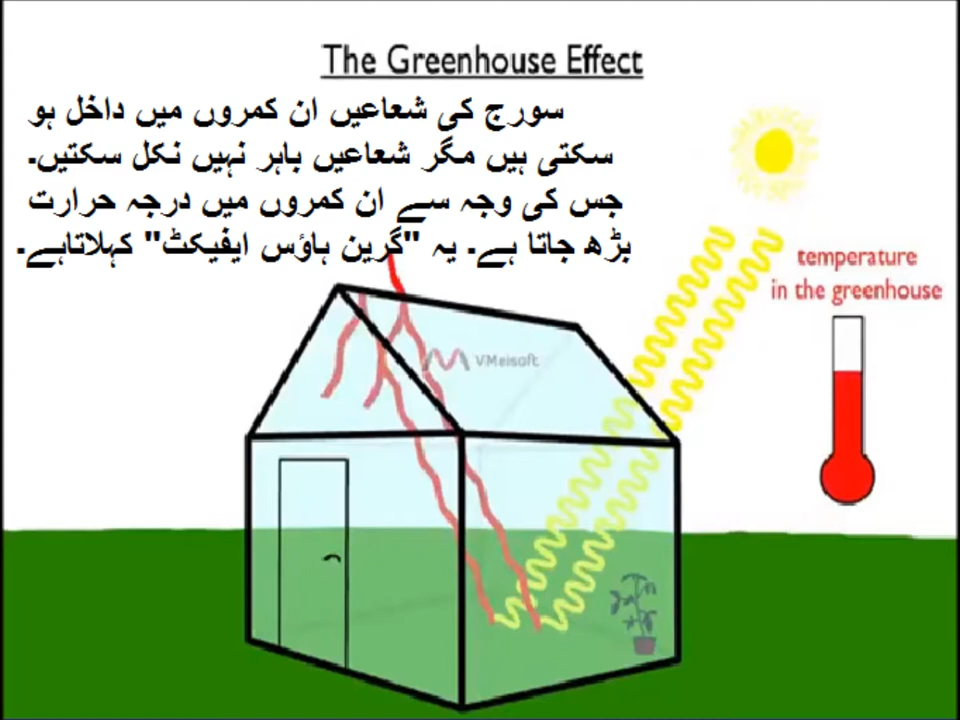 The Greenhouse Effect
سورج کی شعاعیں ان کمروں میں داخل ہو
سکتی ہیں مگر شعاعیں باہر نہیں نکل سکتیں۔
جس کی وجہ سے ان کمروں میں درجہ حرارت
بڑھ جاتا ہے۔ یہ "گرین ہاؤس ایفیکٹ" کہلاتاہے۔
temperature
in the greenhouse
VMeisoft